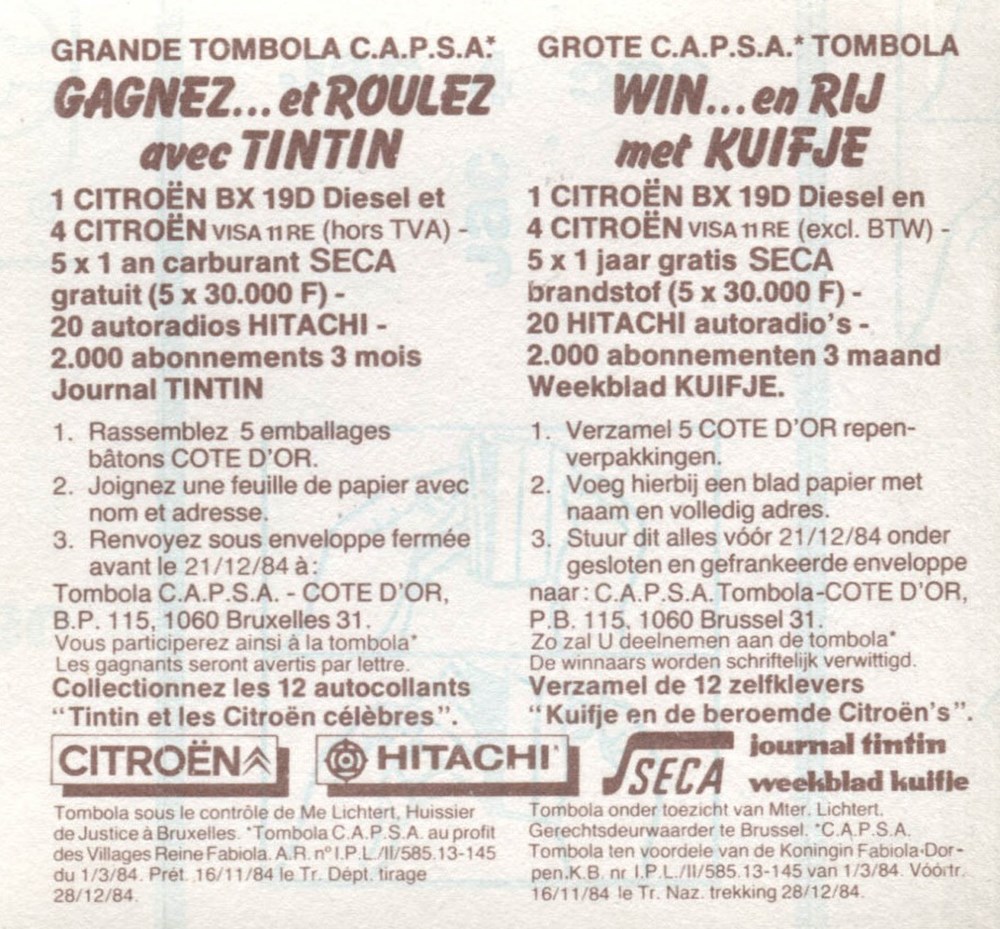 GRANDE TOMBOLA C.A.P.S.A.*
GAGNEZ...et ROULEZ
avec TINTIN
1 CITROËN BX 19D Diesel et
4 CITROËN VISA 11 RE (hors TVA) -
5 x 1 an carburant SECA
gratuit (5 x 30.000 F) -
20 autoradios HITACHI -
2.000 abonnements 3 mois
Journal TINTIN
1. Rassemblez 5 emballages
bâtons COTE D'OR.
2. Joignez une feuille de papier avec
nom et adresse.
3. Renvoyez sous enveloppe fermée
avant le 21/12/84 à:
Tombola C.A.P.S.A. - COTE D'OR,
B.P. 115, 1060 Bruxelles 31.
Vous participerez ainsi à la tombola*
Les gagnants seront avertis par lettre.
Collectionnez les 12 autocollants
"Tintin et les Citroën célèbres".
GROTE C.A.P.S.A.* TOMBOLA
WIN...en RIJ
met KUIFJE
1 CITROËN BX 19D Diesel en
4 CITROËN VISA 11 RE (excl. BTW) -
5 x 1 jaar gratis SECA
brandstof (5 x 30.000 F) -
20 HITACHI autoradio's -
2.000 abonnementen 3 maand
Weekblad KUIFJE.
1. Verzamel 5 COTE D'OR repen-
verpakkingen.
2. Voeg hierbij een blad papier met
naam en volledig adres.
3. Stuur dit alles vóór 21/12/84 onder
gesloten en gefrankeerde enveloppe
naar: C.A.P.S.A. Tombola-COTE D'OR,
P.B. 115, 1060 Brussel 31.
Zo zal U deelnemen aan de tombola*
De winnaars worden schriftelijk verwittigd.
Verzamel de 12 zelfklevers
"Kuifje en de beroemde Citroën's".
CITROËN
HITACHI
SECA
journal tintin
weekblad kuifje
Tombola sous le contrôle de Me Lichtert, Huissier
de Justice à Bruxelles. *Tombola C.A.P.S.A. au profit
des Villages Reine Fabiola. A.R. n° I.P.L./II/585.13-145
du 1/3/84. Prét. 16/11/84 le Tr. Dépt. tirage
28/12/84.
Tombola onder toezicht van Mter. Lichtert,
Gerechtsdeurwaarder te Brussel. *C.A.P.S.A.
Tombola ten voordele van de Koningin Fabiola-Dor-
pen.K.B. nr I.P.L./II/585.13-145 van 1/3/84. Vóórtr.
16/11/84 le Tr. Naz. trekking 28/12/84.